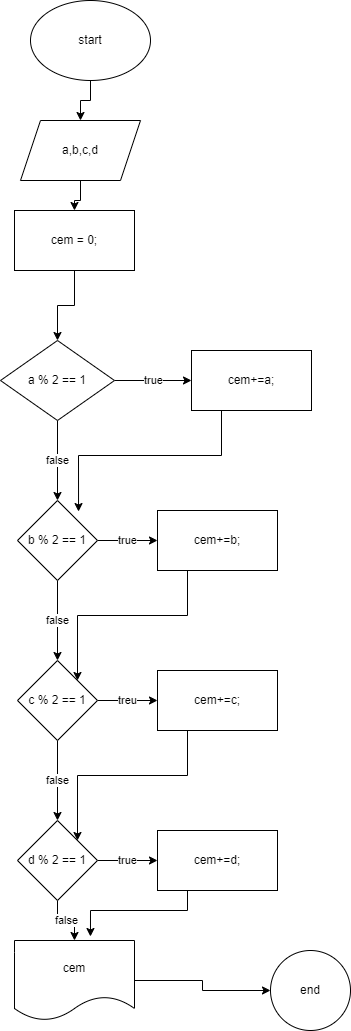 start
a,b,c,d
cem = 0;
a % 2 == 1
true
cem+=a;
false
b % 2 == 1
true
cem+=b;
false
c % 2 == 1
treu
cem+=c;
false
d % 2 == 1
true
cem+=d;
false
cem
end